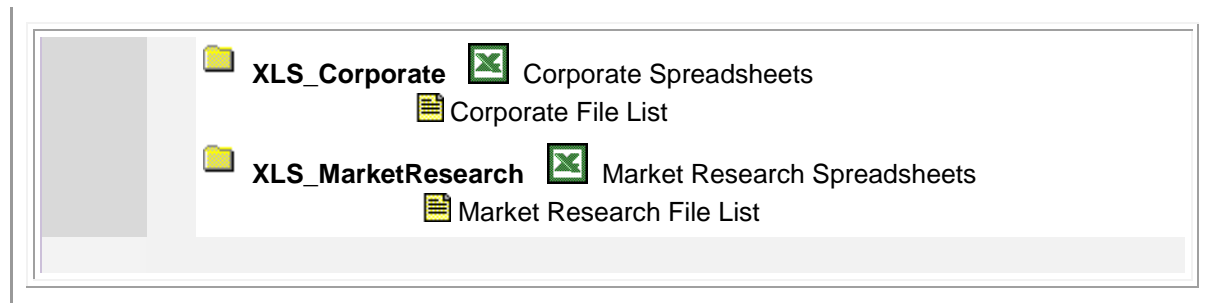 XLS_Corporate Corporate Spreadsheets
Corporate File List
XLS_MarketResearch Market Research Spreadsheets
Market Research File List